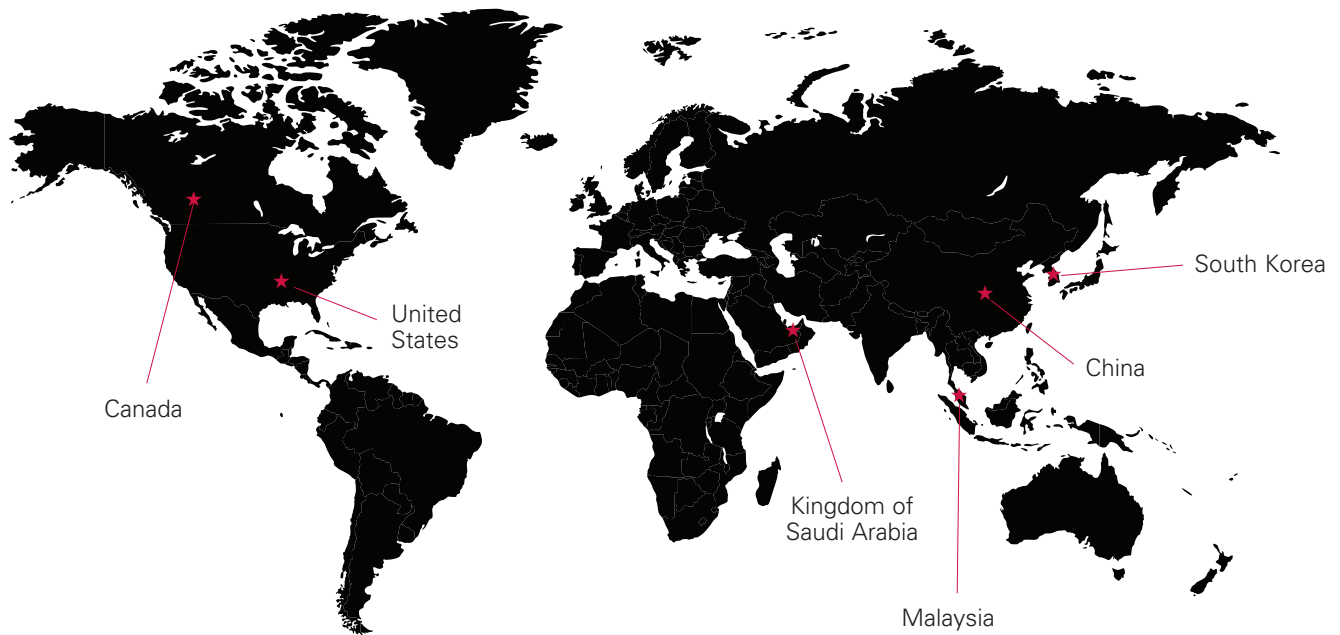 South Korea
United
States
China
Canada
Kingdom of
Saudi Arabia
Malaysia